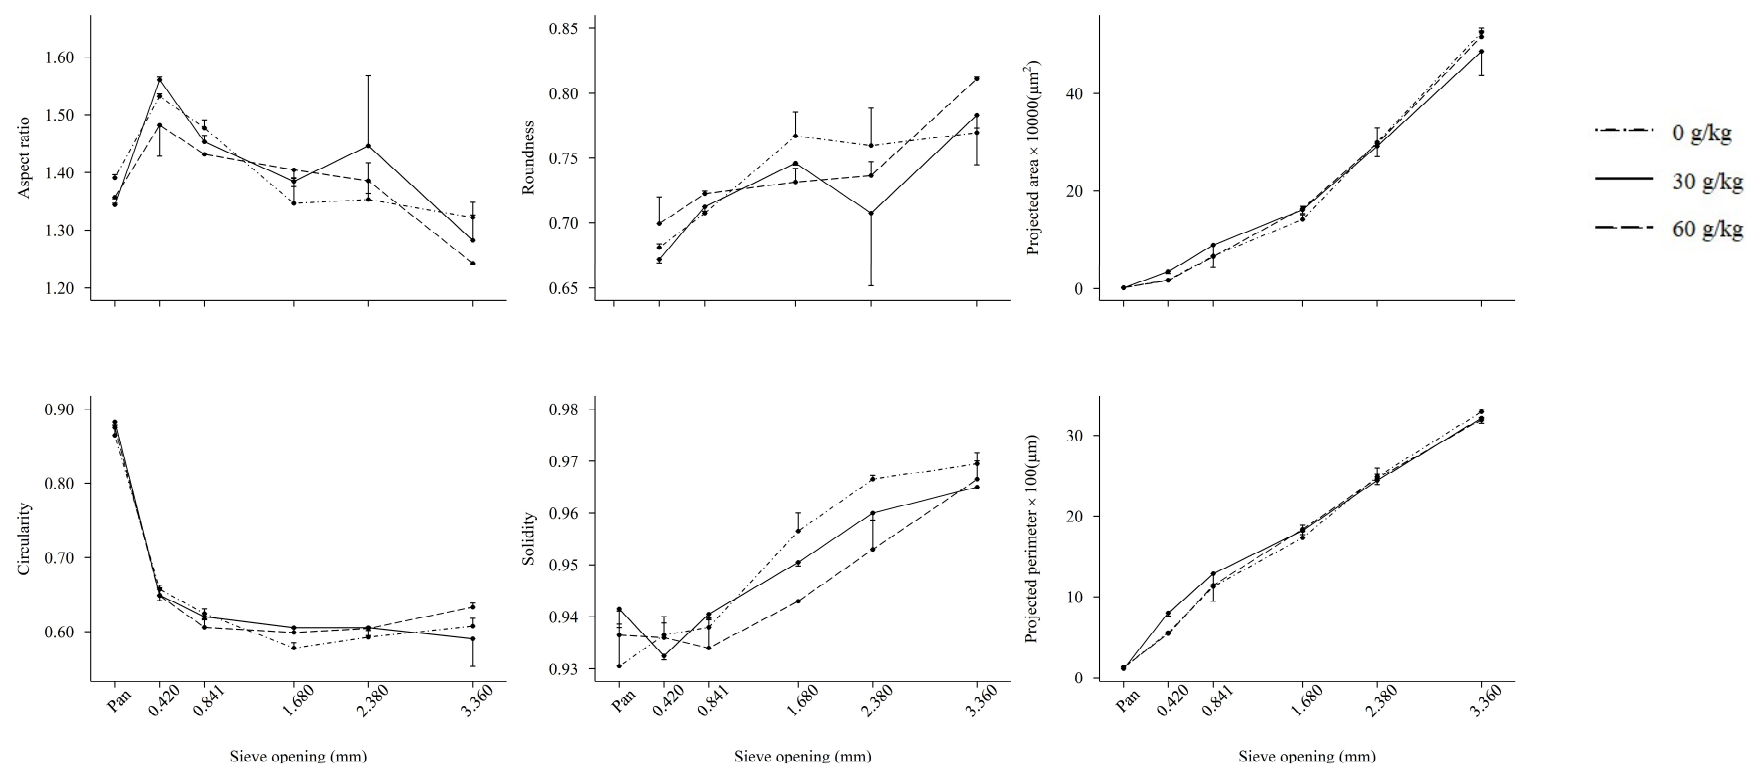 Aspect ratio
1.60
1.50
1.40
1.30
1.20
Roundness
0.85
0.80
0.75
0.70
0.65
Projected area × 10000(μm²)
40
20
0
0 g/kg
30 g/kg
60 g/kg
Circularity
0.90
0.80
0.70
0.60
Pan
0.420
0.841
1.680
2.380
3.360
Sieve opening (mm)
Solidity
0.98
0.97
0.96
0.95
0.94
0.93
Pan
0.420
0.841
1.680
2.380
3.360
Sieve opening (mm)
Projected perimeter × 100(μm)
30
20
10
0
Pan
0.420
0.841
1.680
2.380
3.360
Sieve opening (mm)